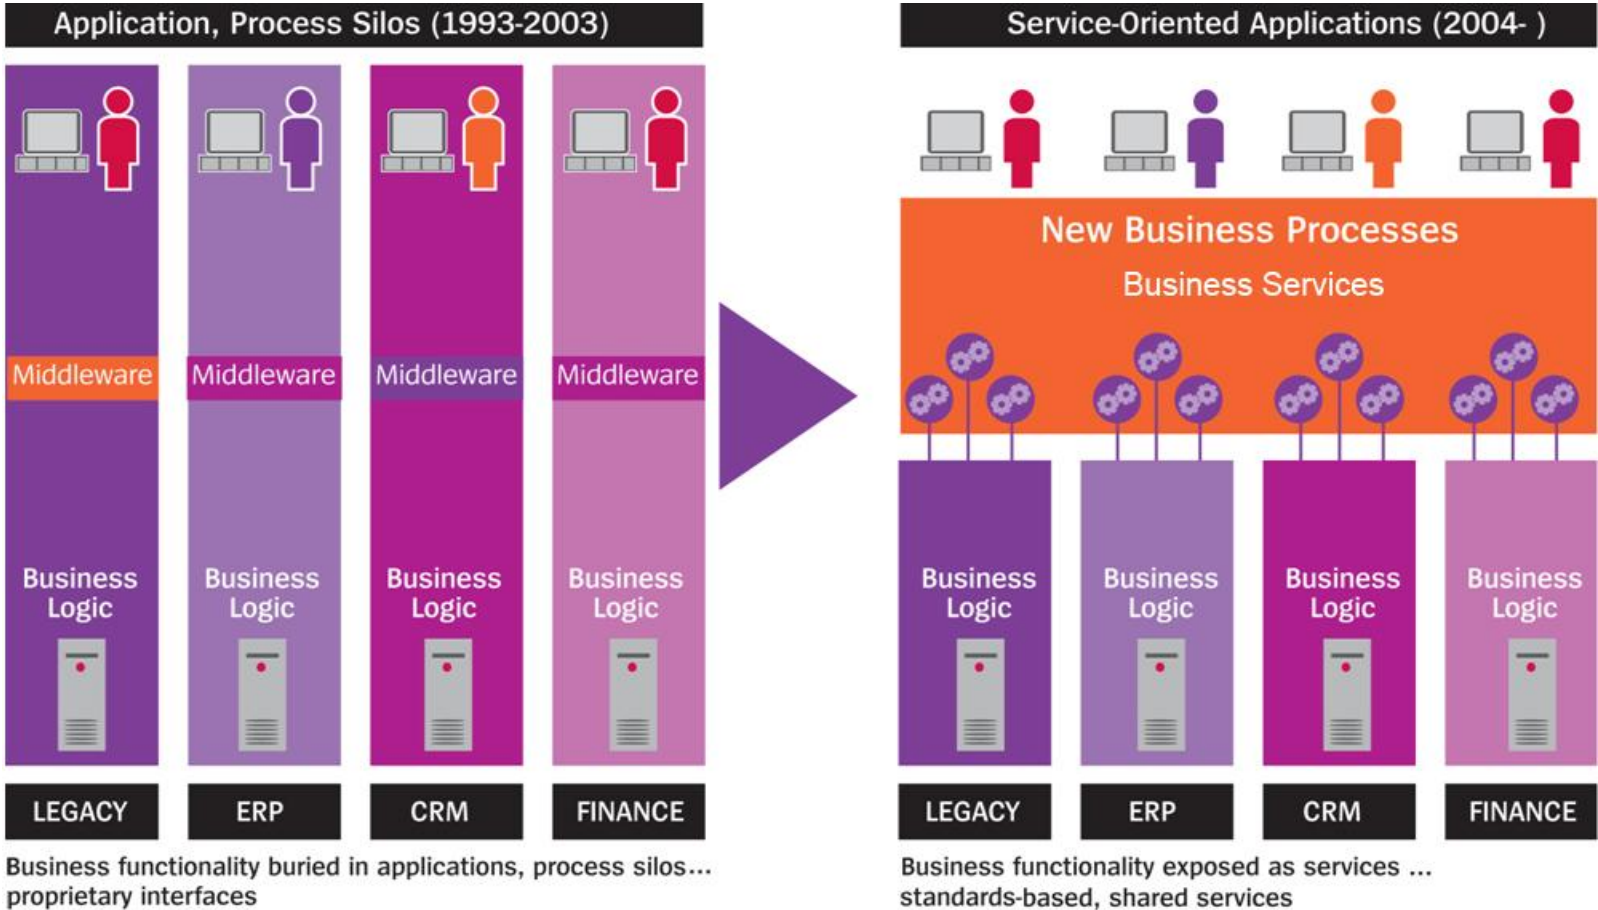 Application, Process Silos (1993-2003)
Middleware
Middleware
Middleware
Middleware
Business
Logic
Business
Logic
Business
Logic
Business
Logic
LEGACY
ERP
CRM
FINANCE
Business functionality buried in applications, process silos...
proprietary interfaces
Service-Oriented Applications (2004- )
New Business Processes
Business Services
Business
Logic
Business
Logic
Business
Logic
Business
Logic
LEGACY
ERP
CRM
FINANCE
Business functionality exposed as services ...
standards-based, shared services